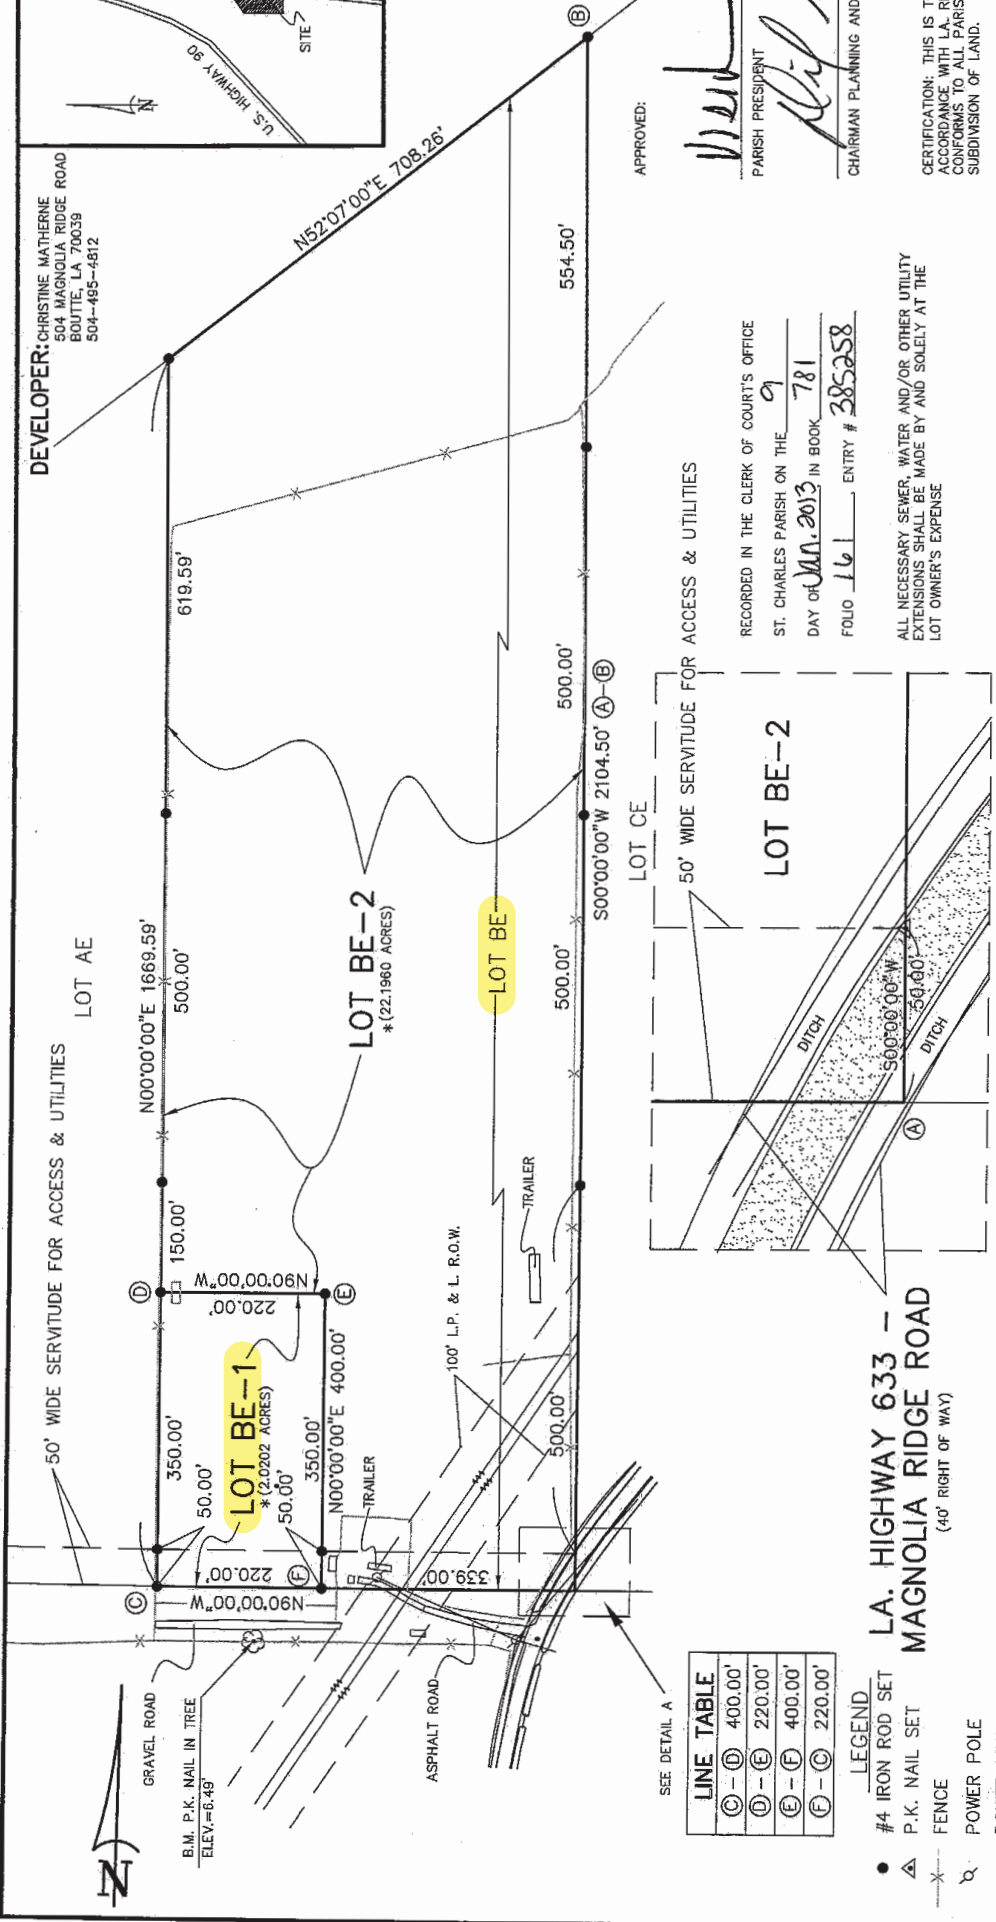 DEVELOPER: CHRISTINE MATHERNE
504 MAGNOLIA RIDGE ROAD
BOUTTE, LA 70039
504-495-4812
U.S. HIGHWAY 90
SITE
N
N52°07'00"E 708.26'
Ⓑ
50' WIDE SERVITUDE FOR ACCESS & UTILITIES
LOT AE
N00°00'00"E 1669.59'
350.00'
150.00'
500.00'
619.59'
50.00'
Ⓒ
Ⓓ
Ⓔ
Ⓕ
N90°00'00"W
220.00'
N90°00'00"W
220.00'
LOT BE-1
*(2.0202 ACRES)
50.00'
350.00'
N00°00'00"E 400.00'
LOT BE-2
*(22.1960 ACRES)
LOT BE
TRAILER
339.00'
100' L.P. & L. R.O.W.
TRAILER
500.00'
500.00'
500.00'
554.50'
S00°00'00"W 2104.50' Ⓐ-Ⓑ
LOT CE
N
GRAVEL ROAD
B.M. P.K. NAIL IN TREE
ELEV.=6.49'
ASPHALT ROAD
SEE DETAIL A
50' WIDE SERVITUDE FOR ACCESS & UTILITIES
LOT BE-2
DITCH
S00°00'00"W
50.00'
DITCH
Ⓐ
LA. HIGHWAY 633 -
MAGNOLIA RIDGE ROAD
(40' RIGHT OF WAY)
LINE TABLE
Ⓒ-Ⓓ 400.00'
Ⓓ-Ⓔ 220.00'
Ⓔ-Ⓕ 400.00'
Ⓕ-Ⓒ 220.00'
LEGEND
#4 IRON ROD SET
P.K. NAIL SET
FENCE
POWER POLE
RECORDED IN THE CLERK OF COURT'S OFFICE
ST. CHARLES PARISH ON THE 9
DAY OF Jan. 2013 IN BOOK 781
FOLIO 161 ENTRY # 385258
ALL NECESSARY SEWER, WATER AND/OR OTHER UTILITY
EXTENSIONS SHALL BE MADE BY AND SOLELY AT THE
LOT OWNER'S EXPENSE
APPROVED:
PARISH PRESIDENT
CHAIRMAN PLANNING AND
CERTIFICATION: THIS IS T
ACCORDANCE WITH LA. R
CONFORMS TO ALL PARIS
SUBDIVISION OF LAND.